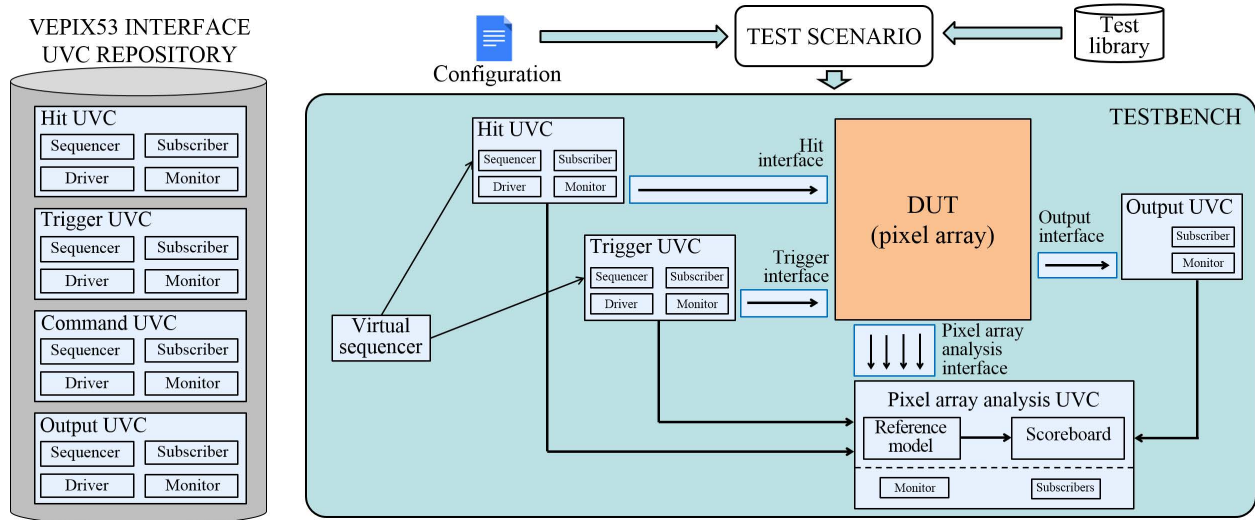 VEPIX53 INTERFACE
UVC REPOSITORY
Hit UVC
Sequencer
Subscriber
Driver
Monitor
Trigger UVC
Sequencer
Subscriber
Driver
Monitor
Command UVC
Sequencer
Subscriber
Driver
Monitor
Output UVC
Sequencer
Subscriber
Driver
Monitor
Configuration
TEST SCENARIO
Test
library
TESTBENCH
Hit UVC
Sequencer
Subscriber
Driver
Monitor
Hit
interface
Trigger UVC
Sequencer
Subscriber
Driver
Monitor
Trigger
interface
Virtual
sequencer
DUT
(pixel array)
Output
interface
Output UVC
Subscriber
Monitor
Pixel array
analysis
interface
Pixel array analysis UVC
Reference
model
Scoreboard
Monitor
Subscribers